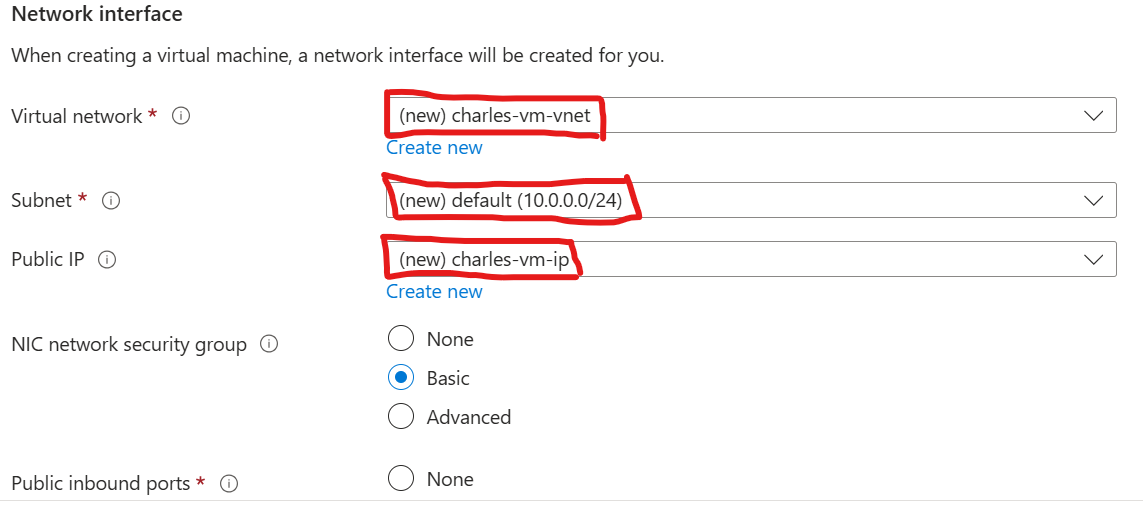 Network interface
When creating a virtual machine, a network interface will be created for you.
Virtual network * (new) charles-vm-vnet
Create new
Subnet * (new) default (10.0.0.0/24)
Public IP (new) charles-vm-ip
Create new
NIC network security group
None
Basic
Advanced
Public inbound ports * None